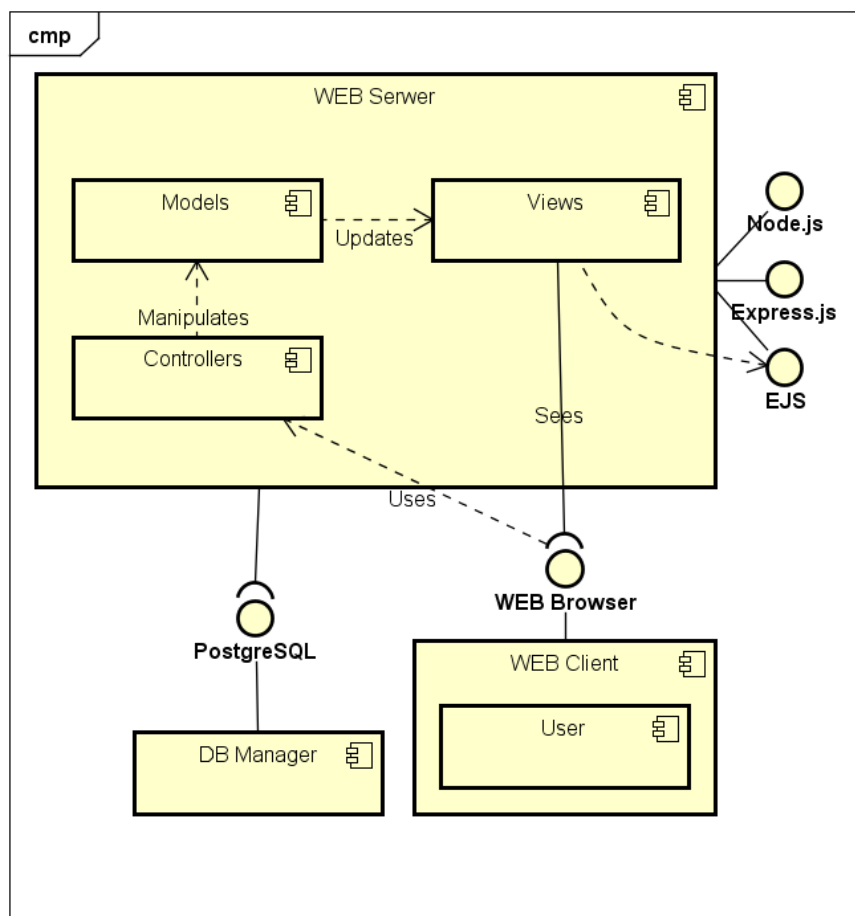 cmp
WEB Serwer
Models
Views
Updates
Node.js
Manipulates
Express.js
Controllers
EJS
Sees
Uses
WEB Browser
PostgreSQL
WEB Client
User
DB Manager